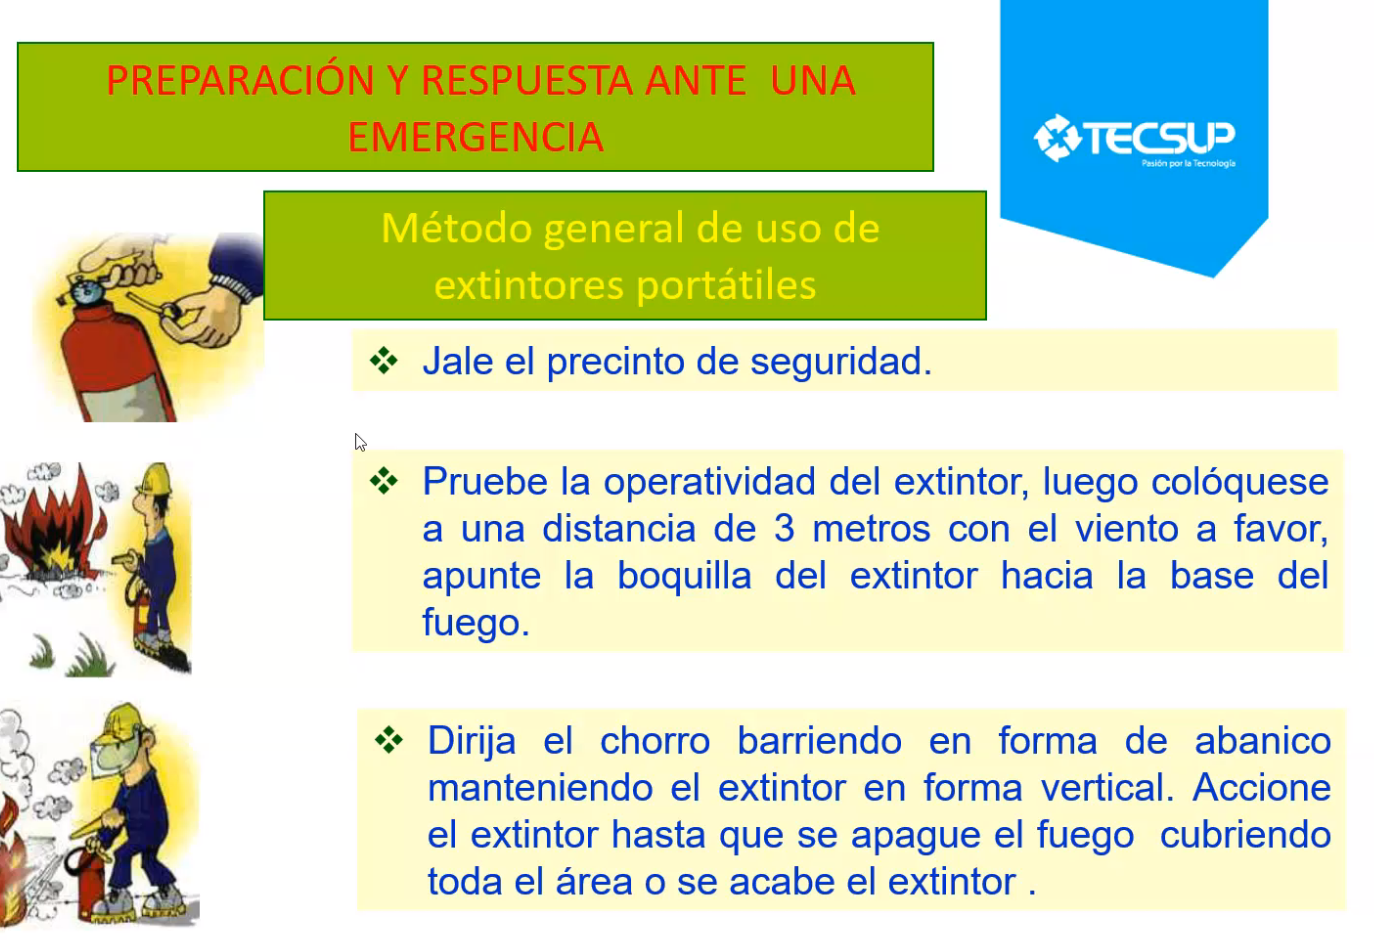 PREPARACIÓN Y RESPUESTA ANTE UNA
EMERGENCIA
TECSUP
Pasión por la Tecnología
Método general de uso de
extintores portátiles
❖ Jale el precinto de seguridad.
❖ Pruebe la operatividad del extintor, luego colóquese
a una distancia de 3 metros con el viento a favor,
apunte la boquilla del extintor hacia la base del
fuego.
❖ Dirija el chorro barriendo en forma de abanico
manteniendo el extintor en forma vertical. Accione
el extintor hasta que se apague el fuego cubriendo
toda el área o se acabe el extintor .